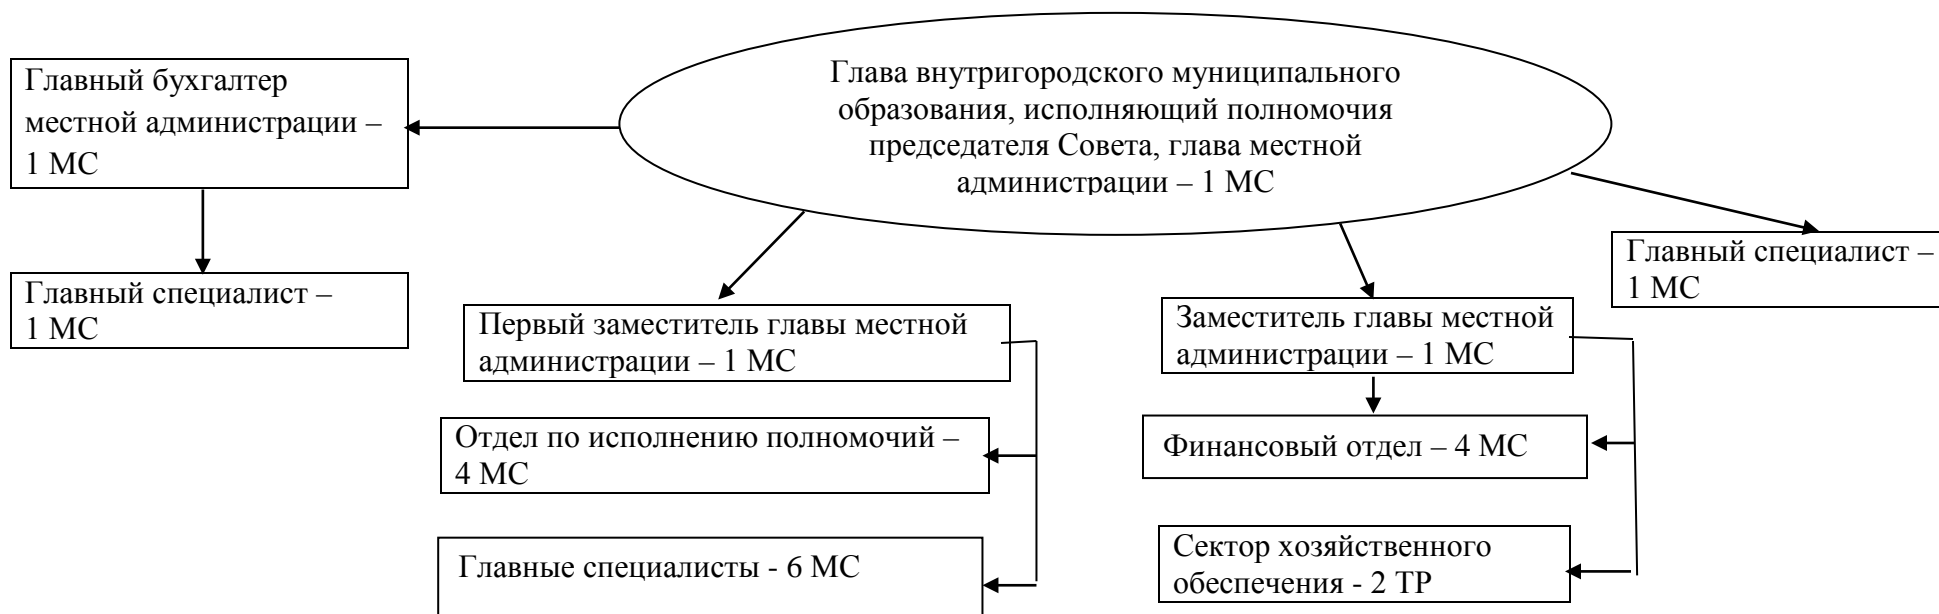 Глава внутригородского муниципального
образования, исполняющий полномочия
председателя Совета, глава местной
администрации – 1 МС
Главный бухгалтер
местной администрации –
1 МС
Главный специалист –
1 МС
Первый заместитель главы местной
администрации – 1 МС
Отдел по исполнению полномочий –
4 МС
Главные специалисты - 6 МС
Заместитель главы местной
администрации – 1 МС
Финансовый отдел – 4 МС
Сектор хозяйственного
обеспечения - 2 ТР
Главный специалист –
1 МС